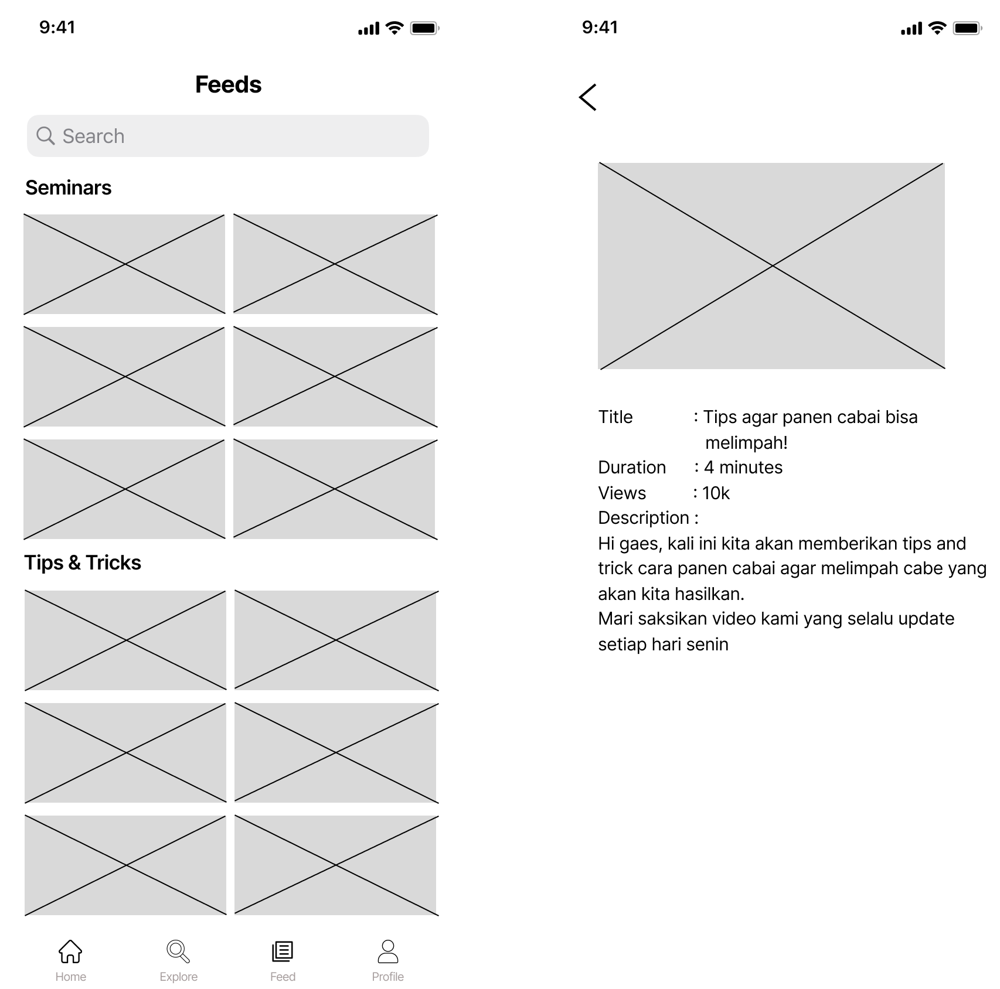 9:41
Feeds
Search
Seminars
Tips & Tricks
Home
Explore
Feed
Profile
9:41
Title : Tips agar panen cabai bisa
melimpah!
Duration : 4 minutes
Views : 10k
Description :
Hi gaes, kali ini kita akan memberikan tips and
trick cara panen cabai agar melimpah cabe yang
akan kita hasilkan.
Mari saksikan video kami yang selalu update
setiap hari senin